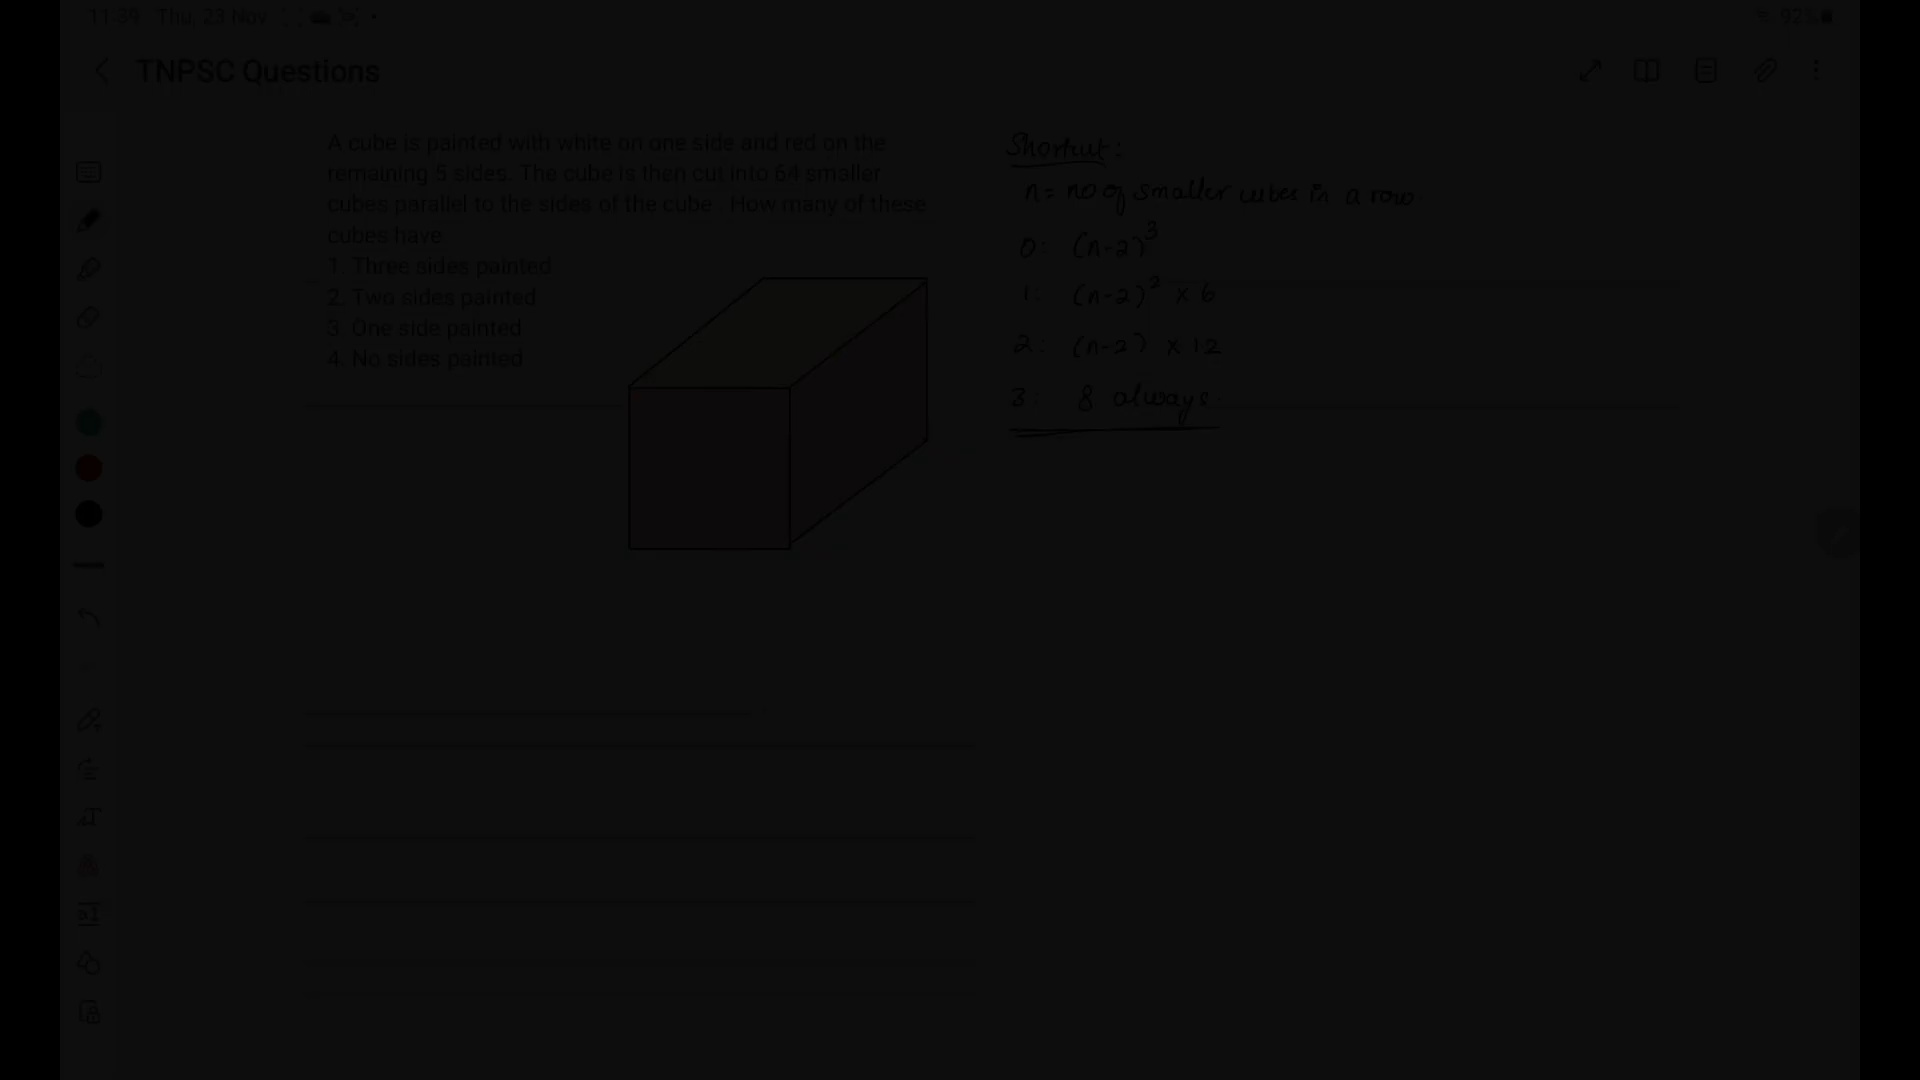 11:39 Thu, 23 Nov
92%
TNPSC Questions
A cube is painted with white on one side and red on the
remaining 5 sides. The cube is then cut into 64 smaller
cubes parallel to the sides of the cube. How many of these
cubes have
1. Three sides painted
2. Two sides painted
3. One side painted
4. No sides painted
Shortcut:
n = no of smaller cubes in a row.
0: (n-2)³
1: (n-2)² × 6
2: (n-2) × 12
3: 8 always.